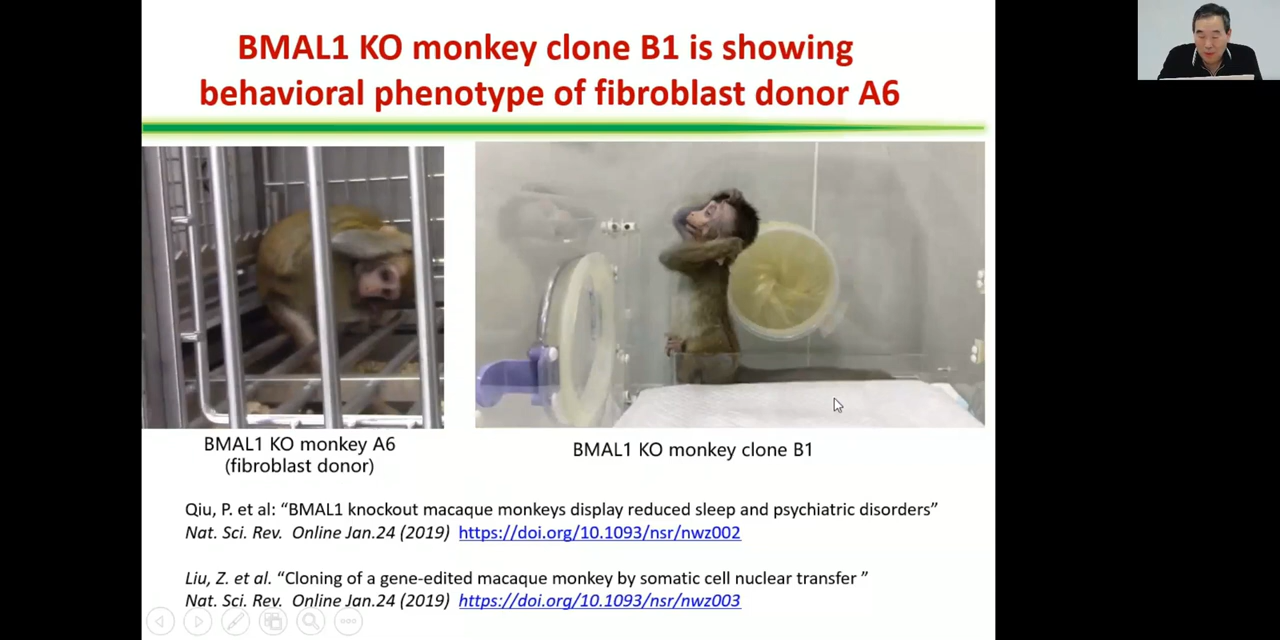 BMAL1 KO monkey clone B1 is showing
behavioral phenotype of fibroblast donor A6
BMAL1 KO monkey A6
(fibroblast donor)
BMAL1 KO monkey clone B1
Qiu, P. et al: “BMAL1 knockout macaque monkeys display reduced sleep and psychiatric disorders”
Nat. Sci. Rev. Online Jan.24 (2019) https://doi.org/10.1093/nsr/nwz002
Liu, Z. et al. “Cloning of a gene-edited macaque monkey by somatic cell nuclear transfer ”
Nat. Sci. Rev. Online Jan.24 (2019) https://doi.org/10.1093/nsr/nwz003